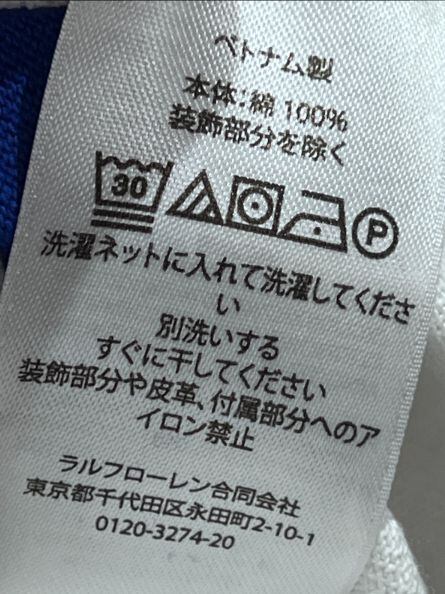 ベトナム製
本体:綿 100%
装飾部分を除く
30 P
洗濯ネットに入れて洗濯してくださ
い
別洗いする
すぐに干してください
装飾部分や皮革、付属部分へのア
イロン禁止
ラルフローレン合同会社
東京都千代田区永田町2-10-1
0120-3274-20